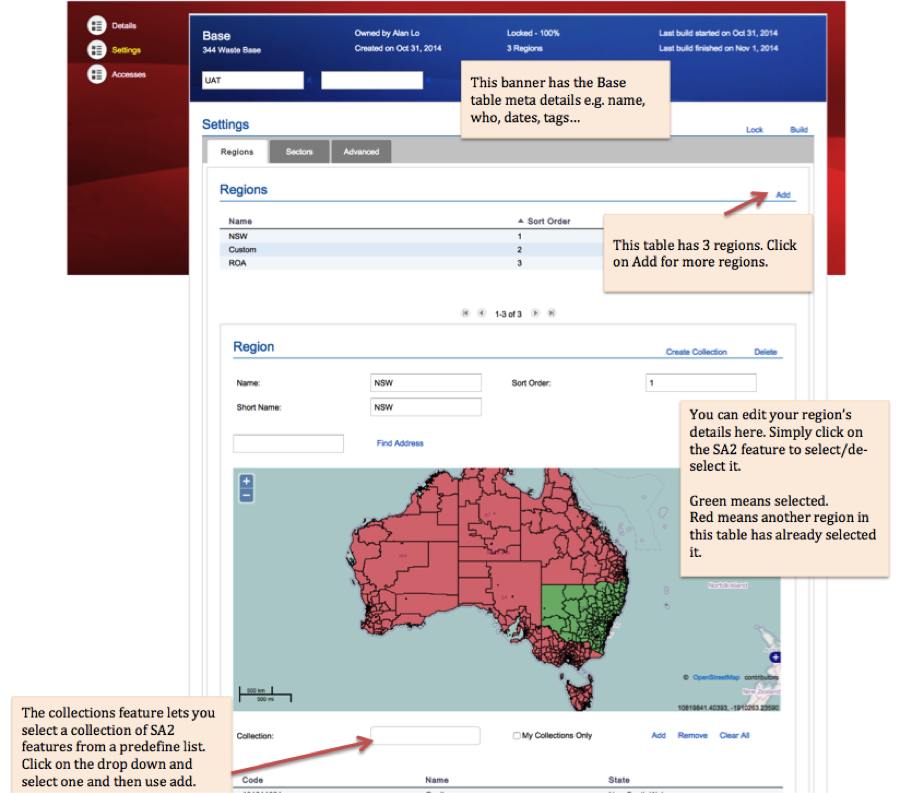 Details
Settings
Accesses
Base
344 Waste Base
Owned by Alan Lo
Created on Oct 31, 2014
Locked - 100%
3 Regions
Last build started on Oct 31, 2014
Last build finished on Nov 1, 2014
UAT
This banner has the Base
table meta details e.g. name,
who, dates, tags...
Settings
Lock Build
Regions Sectors Advanced
Regions
Add
Name ▲ Sort Order
NSW 1
Custom 2
ROA 3
This table has 3 regions. Click
on Add for more regions.
1-3 of 3
Region
Create Collection Delete
Name: NSW Sort Order: 1
Short Name: NSW
Find Address
You can edit your region's
details here. Simply click on
the SA2 feature to select/de-
select it.
Green means selected.
Red means another region in
this table has already selected
it.
+
−
Norfolk Island
+
© OpenStreetMap contributors
New Zealand
500 km
500 mi
10819841.40393, -1910263.23590
The collections feature lets you
select a collection of SA2
features from a predefine list.
Click on the drop down and
select one and then use add.
Collection: My Collections Only Add Remove Clear All
Code Name State